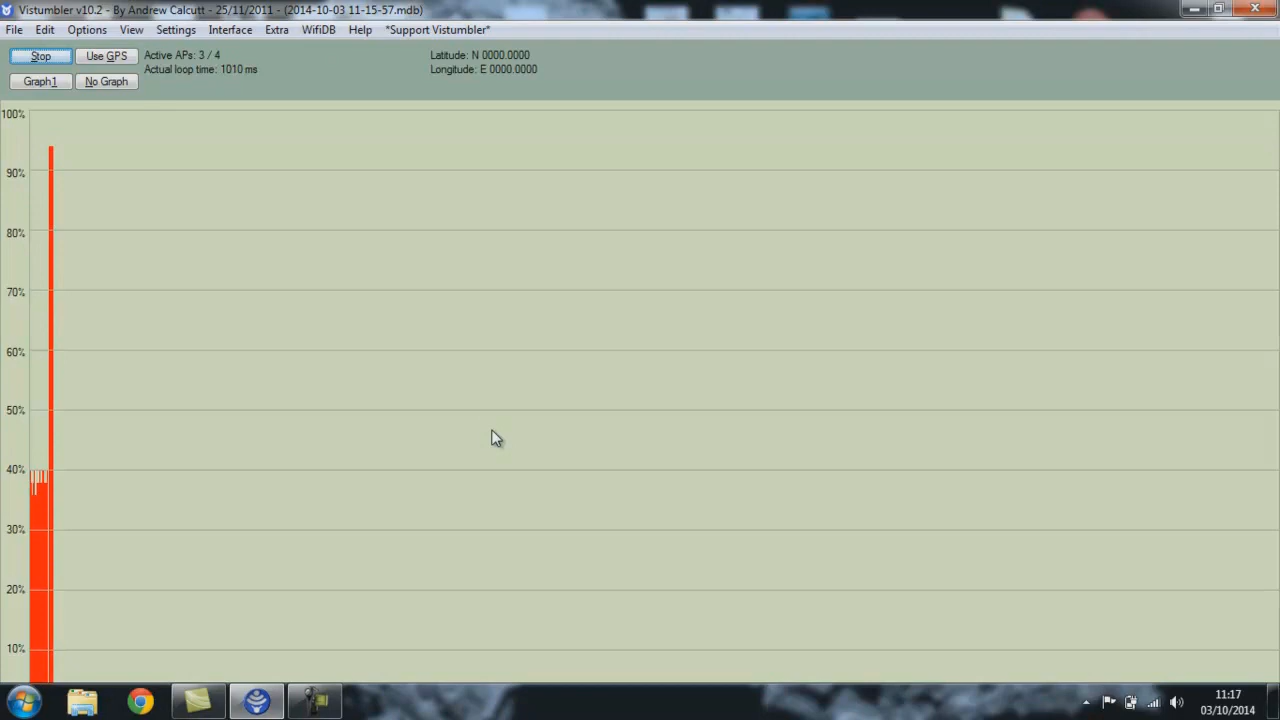 Vistumbler v10.2 - By Andrew Calcutt - 25/11/2011 - (2014-10-03 11-15-57.mdb)
File Edit Options View Settings Interface Extra WifiDB Help *Support Vistumbler*
Stop Use GPS Active APs: 3 / 4 Latitude: N 0000.0000
Actual loop time: 1010 ms Longitude: E 0000.0000
Graph1 No Graph
100%
90%
80%
70%
60%
50%
40%
30%
20%
10%
11:17
03/10/2014